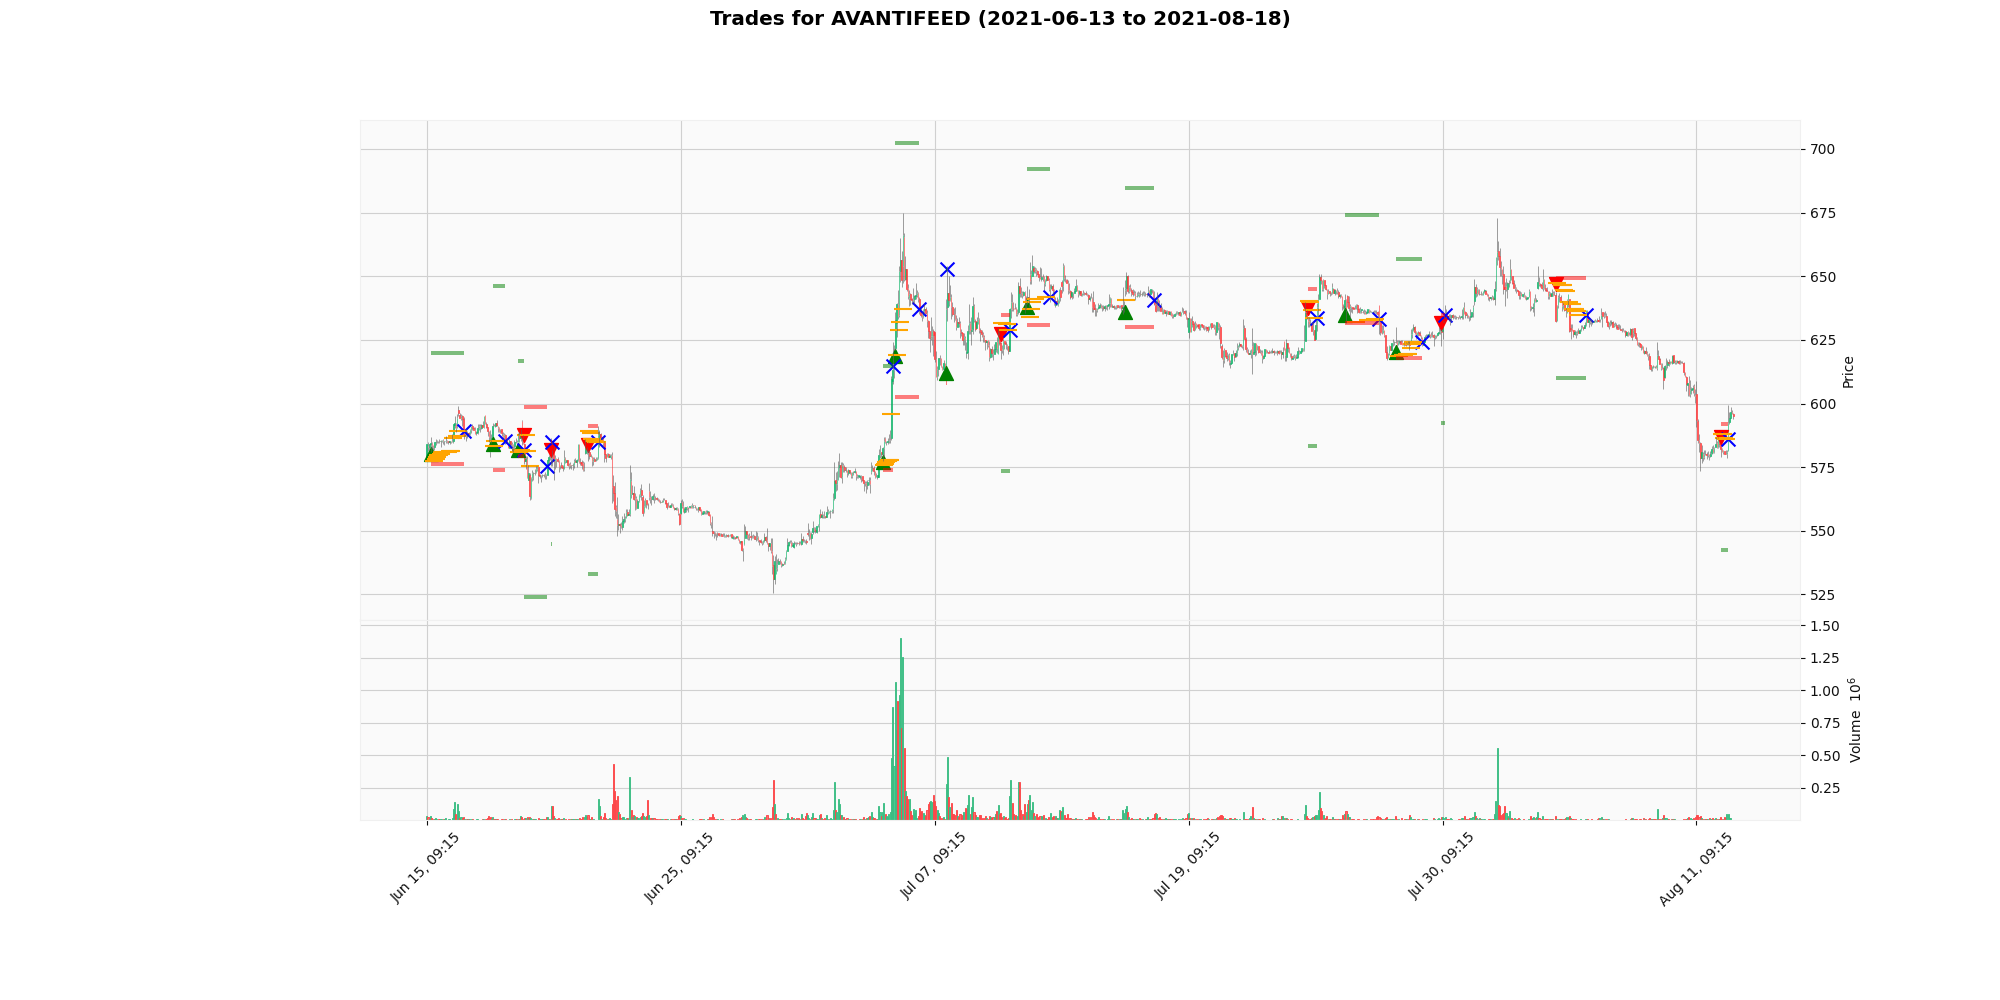 Trades for AVANTIFEED (2021-06-13 to 2021-08-18)
700
675
650
625
600
575
550
525
Price
1.50
1.25
1.00
0.75
0.50
0.25
Volume 10⁶
Jun 15, 09:15
Jun 25, 09:15
Jul 07, 09:15
Jul 19, 09:15
Jul 30, 09:15
Aug 11, 09:15